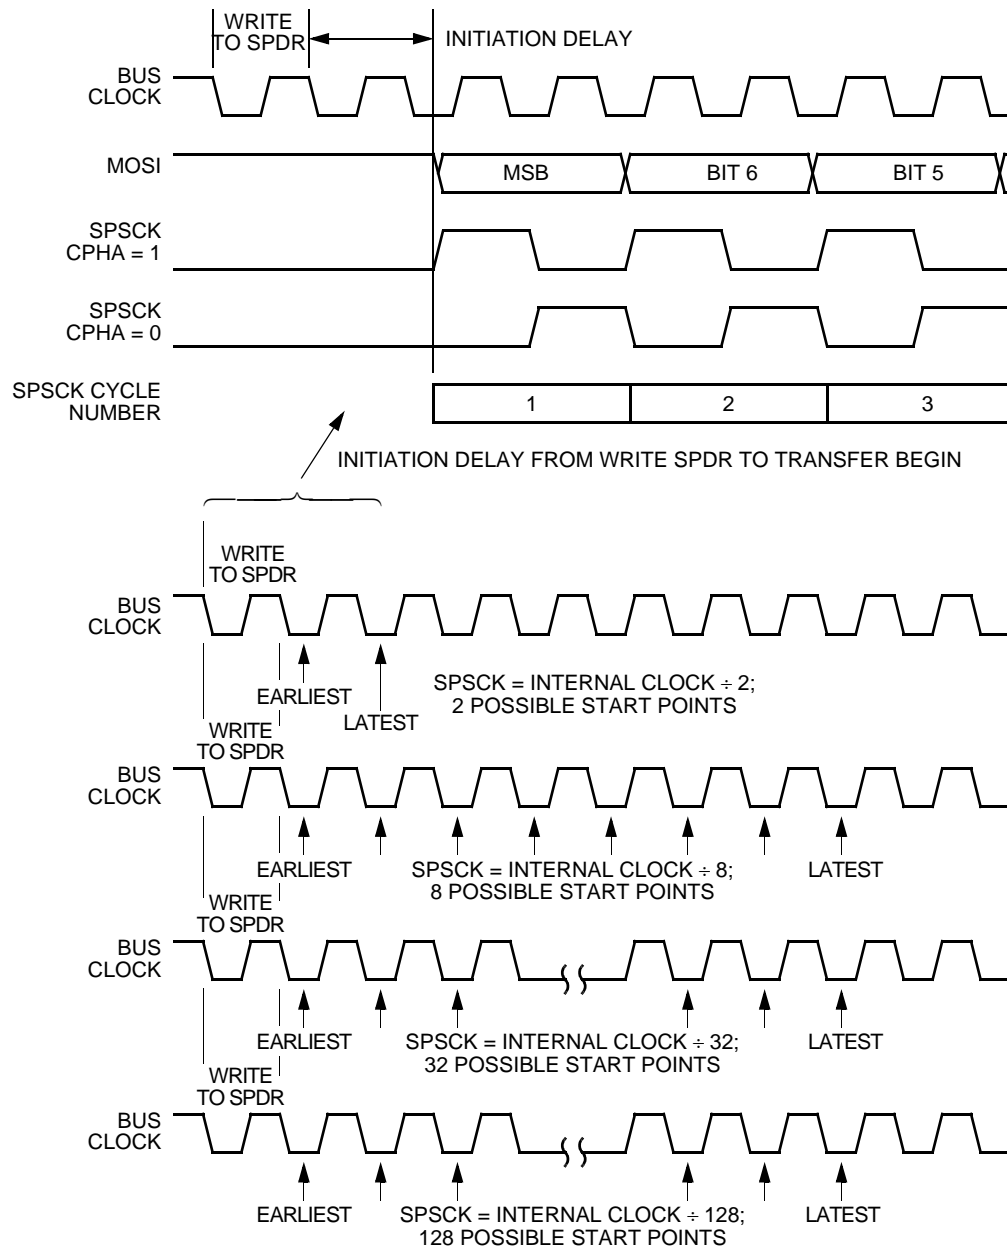 WRITE
TO SPDR
INITIATION DELAY
BUS
CLOCK
MOSI
MSB
BIT 6
BIT 5
SPSCK
CPHA = 1
SPSCK
CPHA = 0
SPSCK CYCLE
NUMBER
1
2
3
INITIATION DELAY FROM WRITE SPDR TO TRANSFER BEGIN
WRITE
TO SPDR
BUS
CLOCK
EARLIEST
LATEST
SPSCK = INTERNAL CLOCK ÷ 2;
2 POSSIBLE START POINTS
WRITE
TO SPDR
BUS
CLOCK
EARLIEST
SPSCK = INTERNAL CLOCK ÷ 8;
8 POSSIBLE START POINTS
LATEST
WRITE
TO SPDR
BUS
CLOCK
EARLIEST
SPSCK = INTERNAL CLOCK ÷ 32;
32 POSSIBLE START POINTS
LATEST
WRITE
TO SPDR
BUS
CLOCK
EARLIEST
SPSCK = INTERNAL CLOCK ÷ 128;
128 POSSIBLE START POINTS
LATEST